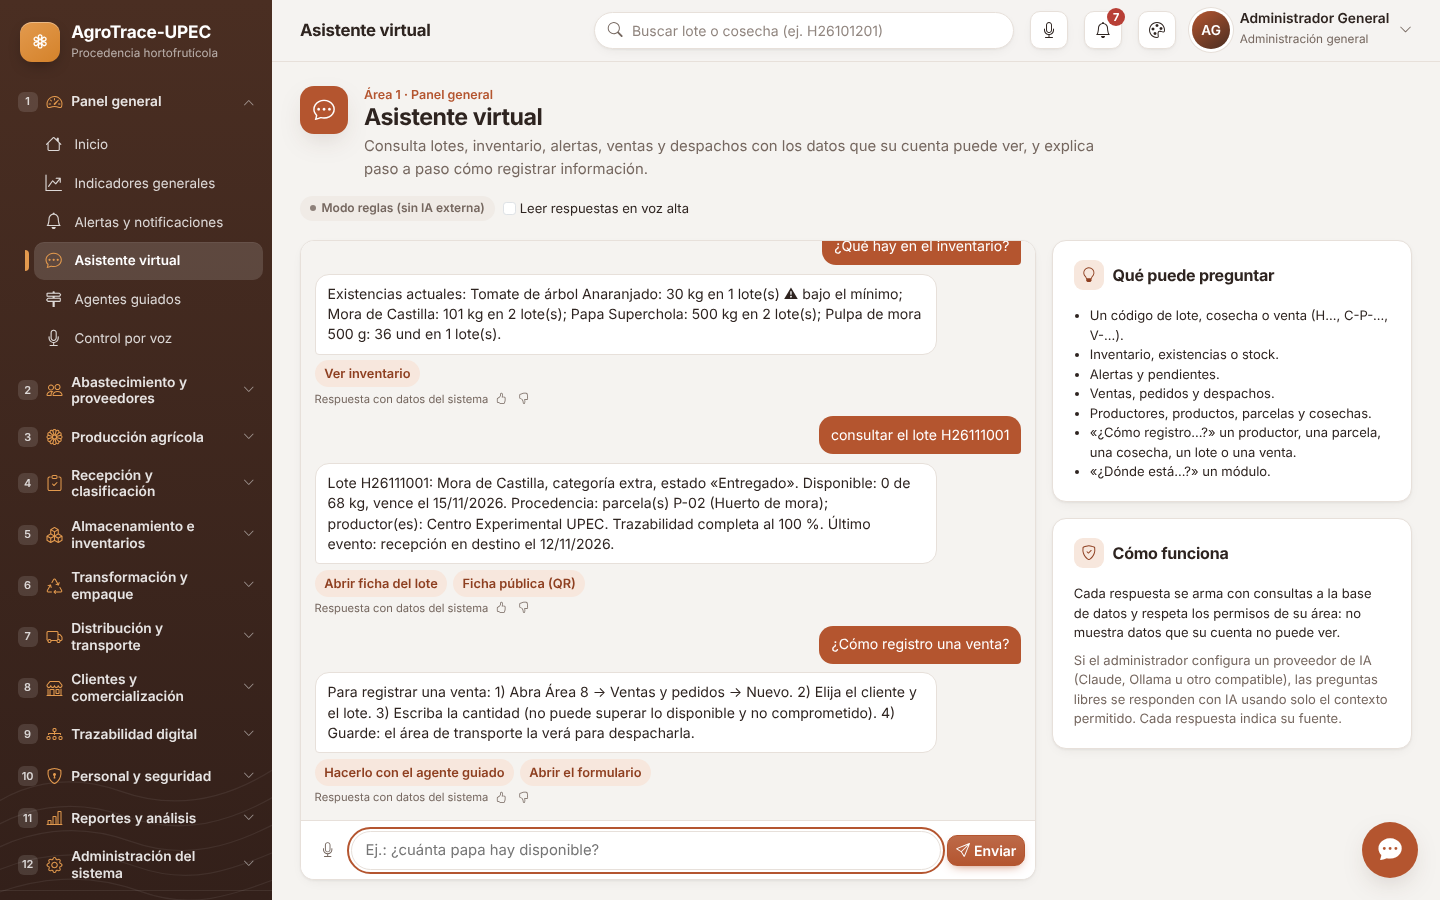 AgroTrace-UPEC
Procedencia hortofrutícola
1 Panel general
Inicio
Indicadores generales
Alertas y notificaciones
Asistente virtual
Agentes guiados
Control por voz
2 Abastecimiento y
proveedores
3 Producción agrícola
4 Recepción y
clasificación
5 Almacenamiento e
inventarios
6 Transformación y
empaque
7 Distribución y
transporte
8 Clientes y
comercialización
9 Trazabilidad digital
10 Personal y seguridad
11 Reportes y análisis
12 Administración del
sistema
Asistente virtual
Buscar lote o cosecha (ej. H26101201)
7
AG
Administrador General
Administración general
Área 1 · Panel general
Asistente virtual
Consulta lotes, inventario, alertas, ventas y despachos con los datos que su cuenta puede ver, y explica
paso a paso cómo registrar información.
Modo reglas (sin IA externa)
Leer respuestas en voz alta
¿Qué hay en el inventario?
Existencias actuales: Tomate de árbol Anaranjado: 30 kg en 1 lote(s) ⚠ bajo el mínimo;
Mora de Castilla: 101 kg en 2 lote(s); Papa Superchola: 500 kg en 2 lote(s); Pulpa de mora
500 g: 36 und en 1 lote(s).
Ver inventario
Respuesta con datos del sistema
consultar el lote H26111001
Lote H26111001: Mora de Castilla, categoría extra, estado «Entregado». Disponible: 0 de
68 kg, vence el 15/11/2026. Procedencia: parcela(s) P-02 (Huerto de mora);
productor(es): Centro Experimental UPEC. Trazabilidad completa al 100 %. Último
evento: recepción en destino el 12/11/2026.
Abrir ficha del lote
Ficha pública (QR)
Respuesta con datos del sistema
¿Cómo registro una venta?
Para registrar una venta: 1) Abra Área 8 → Ventas y pedidos → Nuevo. 2) Elija el cliente y
el lote. 3) Escriba la cantidad (no puede superar lo disponible y no comprometido). 4)
Guarde: el área de transporte la verá para despacharla.
Hacerlo con el agente guiado
Abrir el formulario
Respuesta con datos del sistema
Ej.: ¿cuánta papa hay disponible?
Enviar
Qué puede preguntar
• Un código de lote, cosecha o venta (H…, C-P-…,
V-…).
• Inventario, existencias o stock.
• Alertas y pendientes.
• Ventas, pedidos y despachos.
• Productores, productos, parcelas y cosechas.
• «¿Cómo registro…?» un productor, una parcela,
una cosecha, un lote o una venta.
• «¿Dónde está…?» un módulo.
Cómo funciona
Cada respuesta se arma con consultas a la base
de datos y respeta los permisos de su área: no
muestra datos que su cuenta no puede ver.
Si el administrador configura un proveedor de IA
(Claude, Ollama u otro compatible), las preguntas
libres se responden con IA usando solo el contexto
permitido. Cada respuesta indica su fuente.